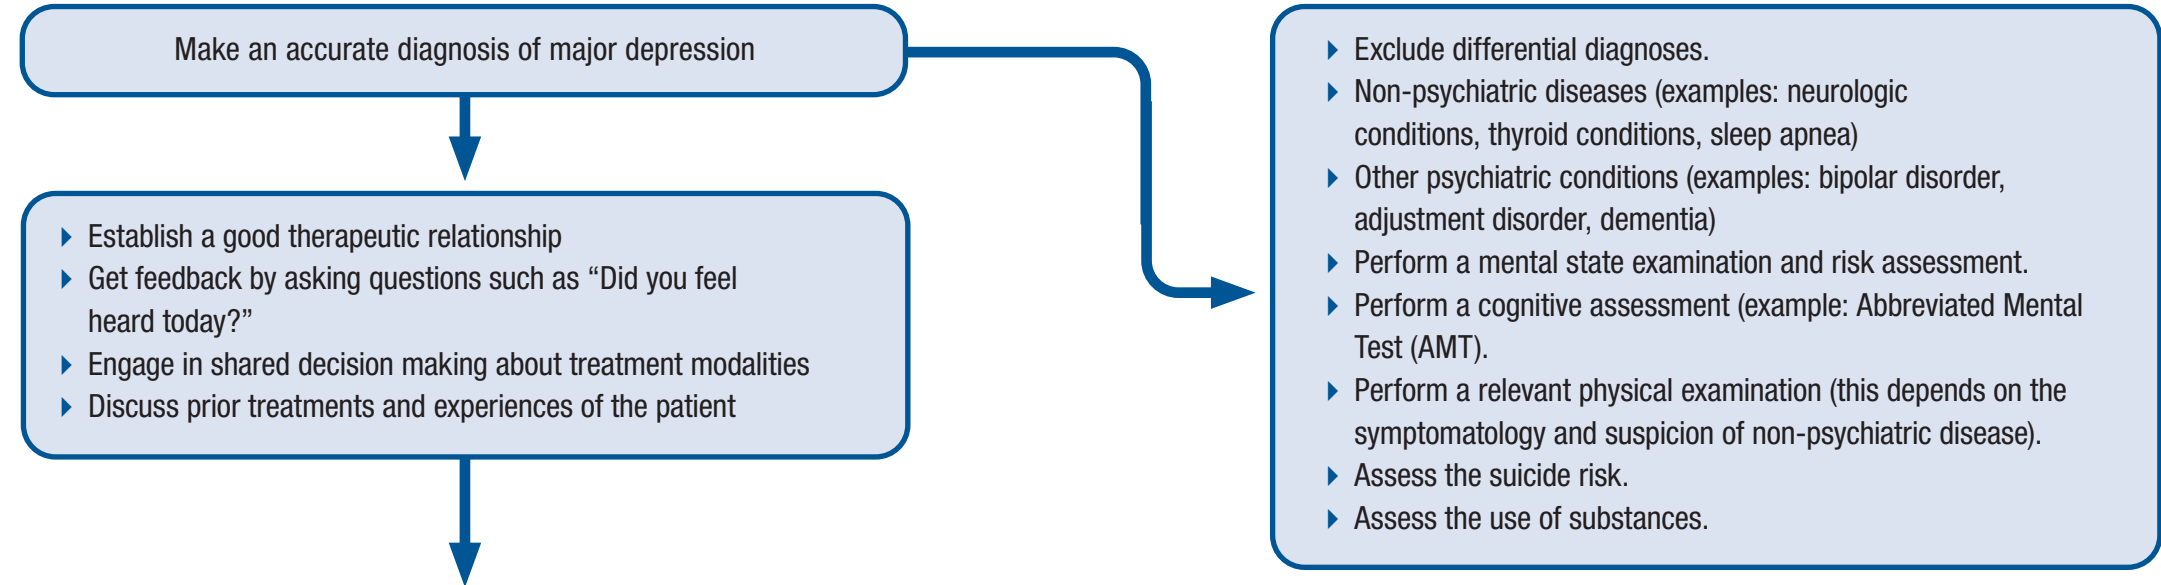 Make an accurate diagnosis of major depression
Establish a good therapeutic relationship
Get feedback by asking questions such as “Did you feel
heard today?”
Engage in shared decision making about treatment modalities
Discuss prior treatments and experiences of the patient
Exclude differential diagnoses.
Non-psychiatric diseases (examples: neurologic
conditions, thyroid conditions, sleep apnea)
Other psychiatric conditions (examples: bipolar disorder,
adjustment disorder, dementia)
Perform a mental state examination and risk assessment.
Perform a cognitive assessment (example: Abbreviated Mental
Test (AMT).
Perform a relevant physical examination (this depends on the
symptomatology and suspicion of non-psychiatric disease).
Assess the suicide risk.
Assess the use of substances.